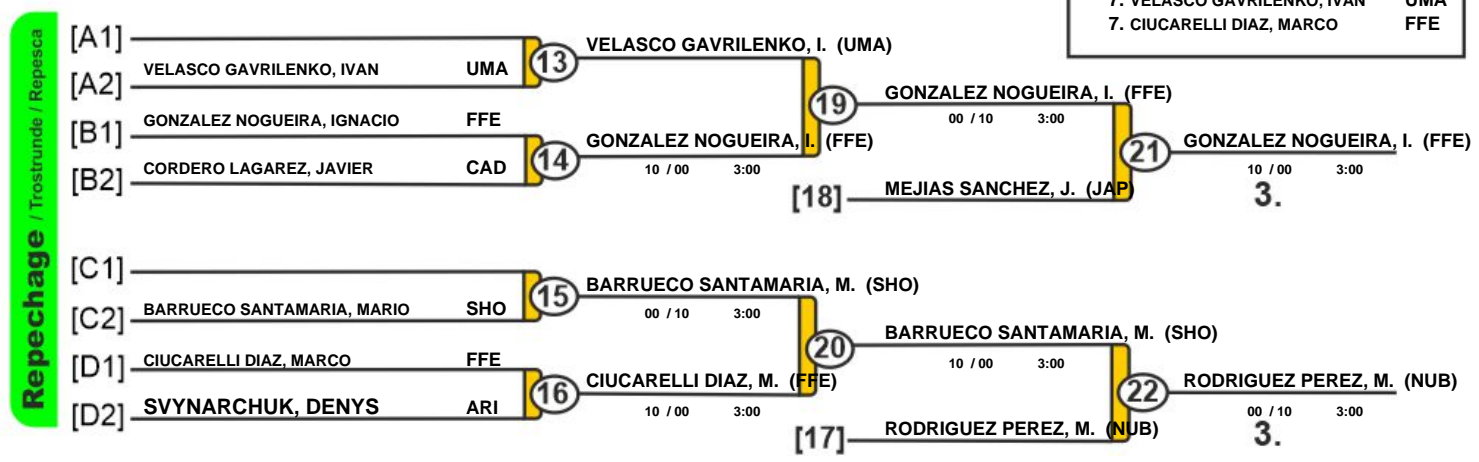 7. VELASCO GAVRILENKO, IVAN UMA
7. CIUCARELLI DIAZ, MARCO FFE
Repechage / Trostrunde / Repesca
[A1]
VELASCO GAVRILENKO, I. (UMA)
VELASCO GAVRILENKO, IVAN UMA
13
[A2]
19
GONZALEZ NOGUEIRA, I. (FFE)
00 / 10 3:00
[B1]
GONZALEZ NOGUEIRA, IGNACIO FFE
GONZALEZ NOGUEIRA, I. (FFE)
10 / 00 3:00
14
21
GONZALEZ NOGUEIRA, I. (FFE)
10 / 00 3:00
3.
CORDERO LAGAREZ, JAVIER CAD
[B2]
[18]
MEJIAS SANCHEZ, J. (JAP)
[C1]
BARRUECO SANTAMARIA, M. (SHO)
00 / 10 3:00
15
BARRUECO SANTAMARIA, MARIO SHO
[C2]
20
BARRUECO SANTAMARIA, M. (SHO)
10 / 00 3:00
[D1]
CIUCARELLI DIAZ, MARCO FFE
CIUCARELLI DIAZ, M. (FFE)
10 / 00 3:00
16
22
RODRIGUEZ PEREZ, M. (NUB)
00 / 10 3:00
3.
[D2]
SVYNARCHUK, DENYS ARI
[17]
RODRIGUEZ PEREZ, M. (NUB)